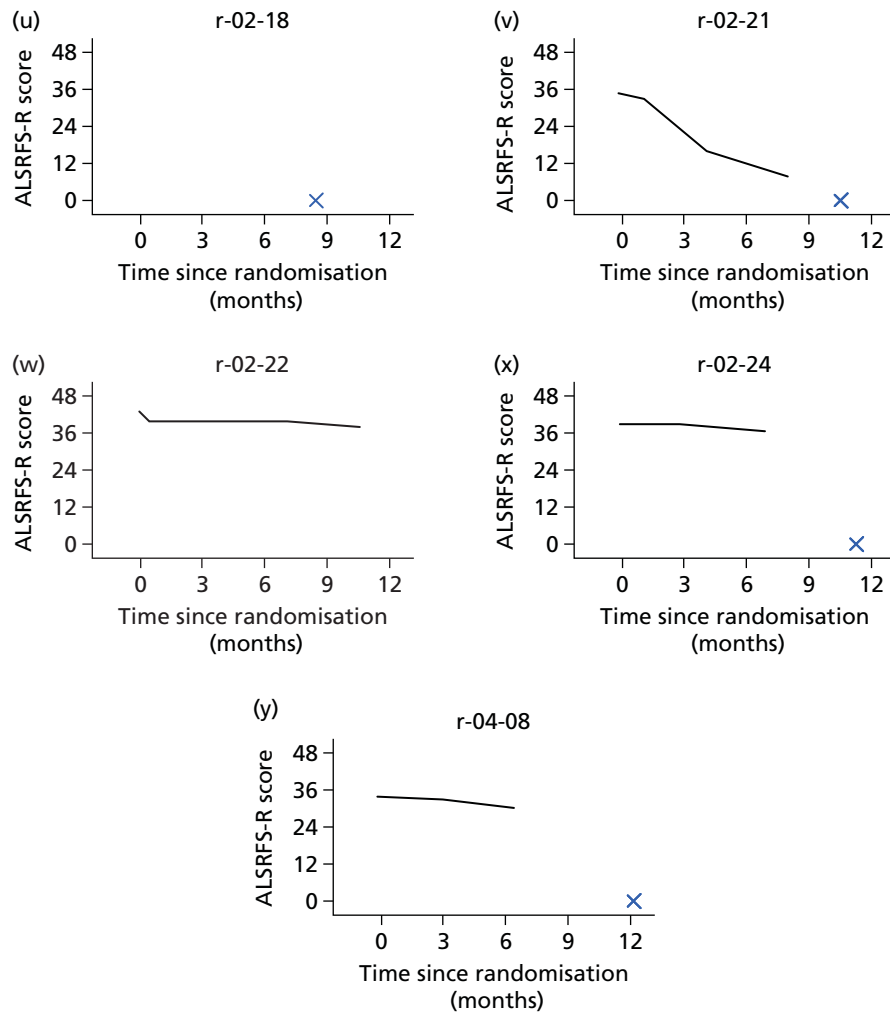 (u)
r-02-18
ALSRFS-R score
48
36
24
12
0
0 3 6 9 12
Time since randomisation
(months)
(v)
r-02-21
ALSRFS-R score
48
36
24
12
0
0 3 6 9 12
Time since randomisation
(months)
(w)
r-02-22
ALSRFS-R score
48
36
24
12
0
0 3 6 9 12
Time since randomisation
(months)
(x)
r-02-24
ALSRFS-R score
48
36
24
12
0
0 3 6 9 12
Time since randomisation
(months)
(y)
r-04-08
ALSRFS-R score
48
36
24
12
0
0 3 6 9 12
Time since randomisation
(months)